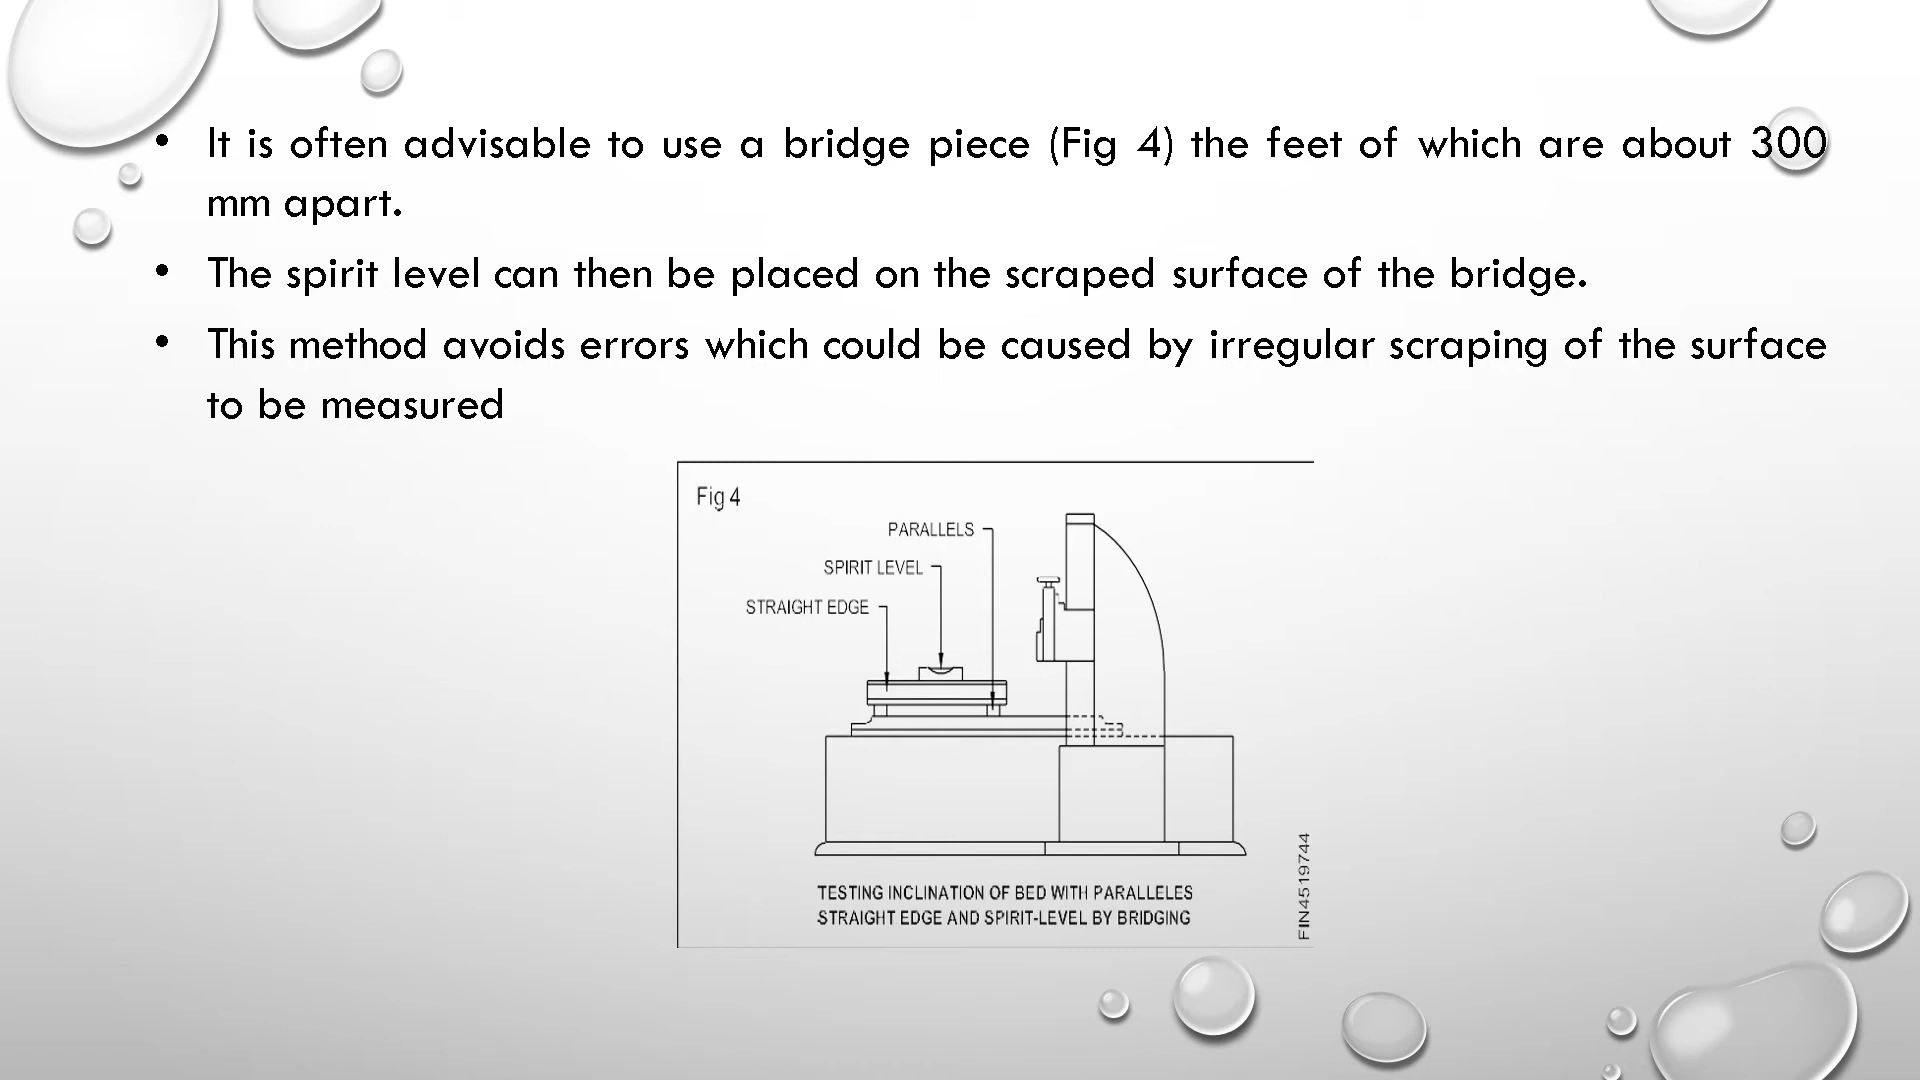 • It is often advisable to use a bridge piece (Fig 4) the feet of which are about 300
mm apart.
• The spirit level can then be placed on the scraped surface of the bridge.
• This method avoids errors which could be caused by irregular scraping of the surface
to be measured
Fig 4
PARALLELS
SPIRIT LEVEL
STRAIGHT EDGE
TESTING INCLINATION OF BED WITH PARALLELES
STRAIGHT EDGE AND SPIRIT-LEVEL BY BRIDGING
FIN4519744